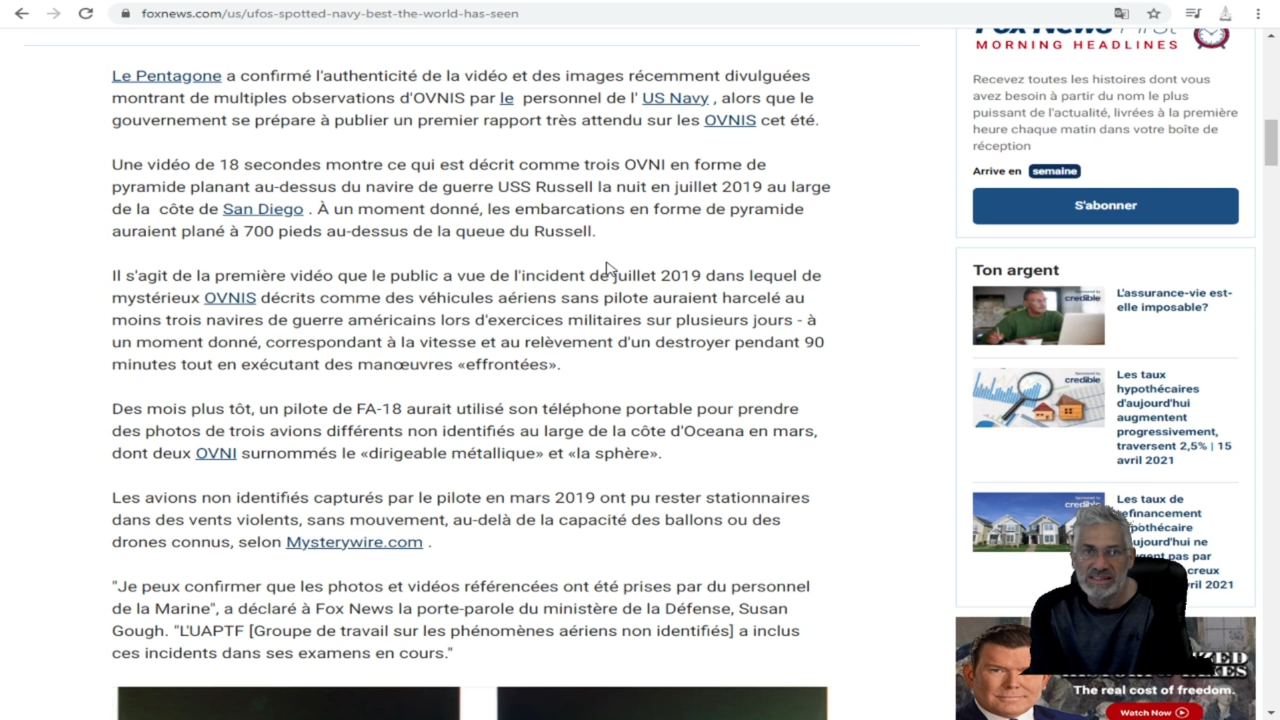 foxnews.com/us/ufos-spotted-navy-best-the-world-has-seen
Le Pentagone a confirmé l'authenticité de la vidéo et des images récemment divulguées
montrant de multiples observations d'OVNIS par le personnel de l' US Navy , alors que le
gouvernement se prépare à publier un premier rapport très attendu sur les OVNIS cet été.
Une vidéo de 18 secondes montre ce qui est décrit comme trois OVNI en forme de
pyramide planant au-dessus du navire de guerre USS Russell la nuit en juillet 2019 au large
de la côte de San Diego . À un moment donné, les embarcations en forme de pyramide
auraient plané à 700 pieds au-dessus de la queue du Russell.
Il s'agit de la première vidéo que le public a vue de l'incident de juillet 2019 dans lequel de
mystérieux OVNIS décrits comme des véhicules aériens sans pilote auraient harcelé au
moins trois navires de guerre américains lors d'exercices militaires sur plusieurs jours - à
un moment donné, correspondant à la vitesse et au relèvement d'un destroyer pendant 90
minutes tout en exécutant des manœuvres «effrontées».
Des mois plus tôt, un pilote de FA-18 aurait utilisé son téléphone portable pour prendre
des photos de trois avions différents non identifiés au large de la côte d'Oceana en mars,
dont deux OVNI surnommés le «dirigeable métallique» et «la sphère».
Les avions non identifiés capturés par le pilote en mars 2019 ont pu rester stationnaires
dans des vents violents, sans mouvement, au-delà de la capacité des ballons ou des
drones connus, selon Mysterywire.com .
"Je peux confirmer que les photos et vidéos référencées ont été prises par du personnel
de la Marine", a déclaré à Fox News la porte-parole du ministère de la Défense, Susan
Gough. "L'UAPTF [Groupe de travail sur les phénomènes aériens non identifiés] a inclus
ces incidents dans ses examens en cours."
Fox News First
MORNING HEADLINES
Recevez toutes les histoires dont vous
avez besoin à partir du nom le plus
puissant de l'actualité, livrées à la première
heure chaque matin dans votre boîte de
réception
Arrive en semaine
S'abonner
Ton argent
credible
L'assurance-vie est-
elle imposable?
credible
Les taux
hypothécaires
d'aujourd'hui
augmentent
progressivement,
traversent 2,5% | 15
avril 2021
Les taux de
The real cost of freedom.
Watch Now